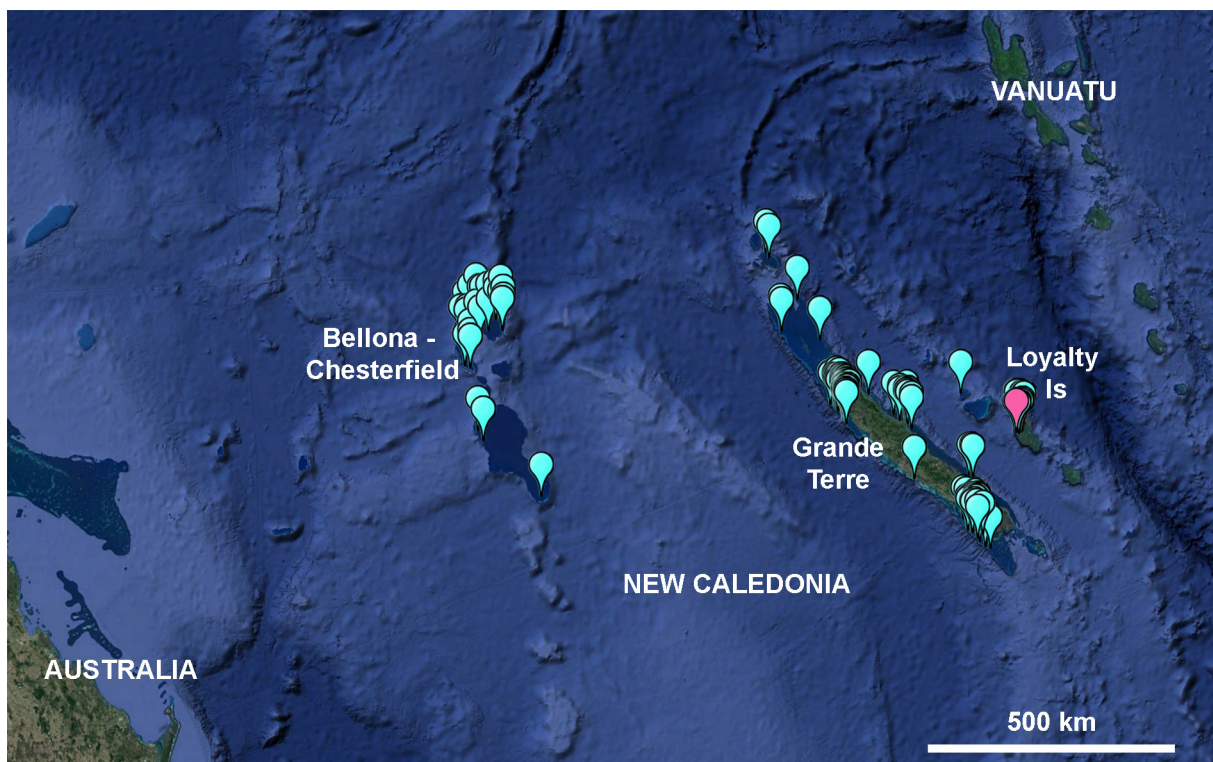 VANUATU
Bellona -
Chesterfield
Loyalty
Is
Grande
Terre
NEW CALEDONIA
AUSTRALIA
500 km